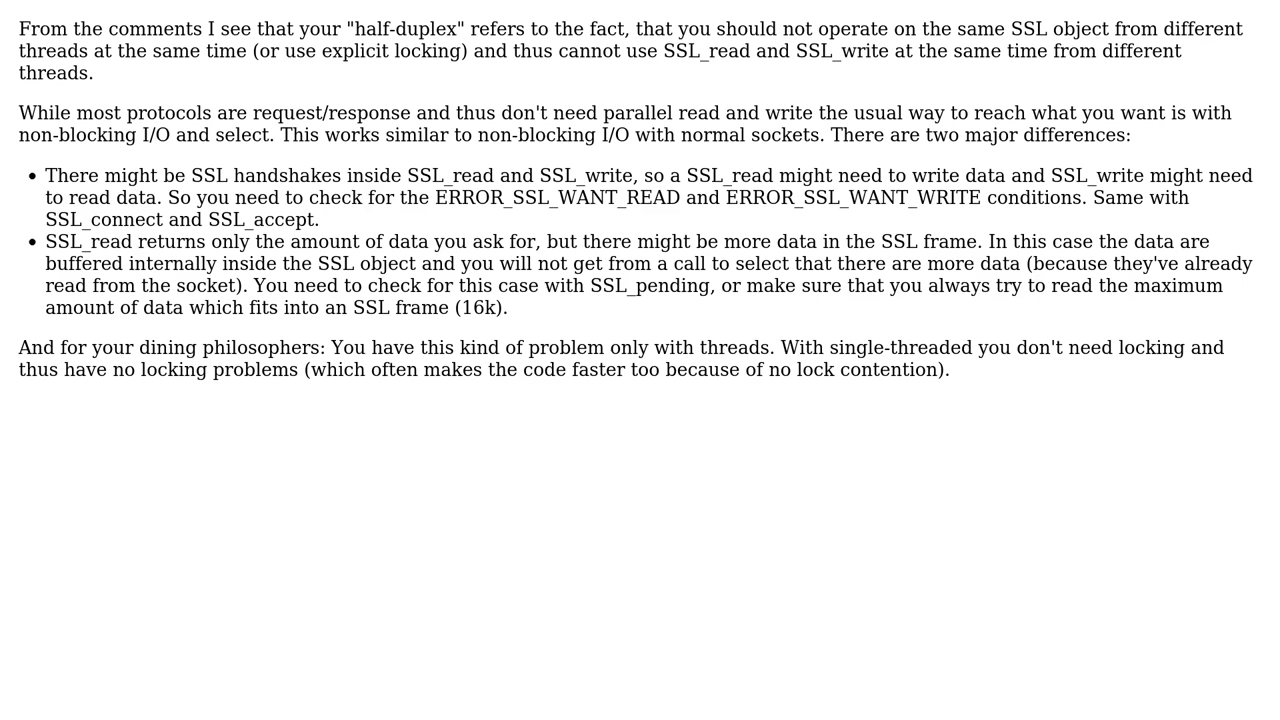 From the comments I see that your "half-duplex" refers to the fact, that you should not operate on the same SSL object from different
threads at the same time (or use explicit locking) and thus cannot use SSL_read and SSL_write at the same time from different
threads.
While most protocols are request/response and thus don't need parallel read and write the usual way to reach what you want is with
non-blocking I/O and select. This works similar to non-blocking I/O with normal sockets. There are two major differences:
• There might be SSL handshakes inside SSL_read and SSL_write, so a SSL_read might need to write data and SSL_write might need
to read data. So you need to check for the ERROR_SSL_WANT_READ and ERROR_SSL_WANT_WRITE conditions. Same with
SSL_connect and SSL_accept.
• SSL_read returns only the amount of data you ask for, but there might be more data in the SSL frame. In this case the data are
buffered internally inside the SSL object and you will not get from a call to select that there are more data (because they've already
read from the socket). You need to check for this case with SSL_pending, or make sure that you always try to read the maximum
amount of data which fits into an SSL frame (16k).
And for your dining philosophers: You have this kind of problem only with threads. With single-threaded you don't need locking and
thus have no locking problems (which often makes the code faster too because of no lock contention).